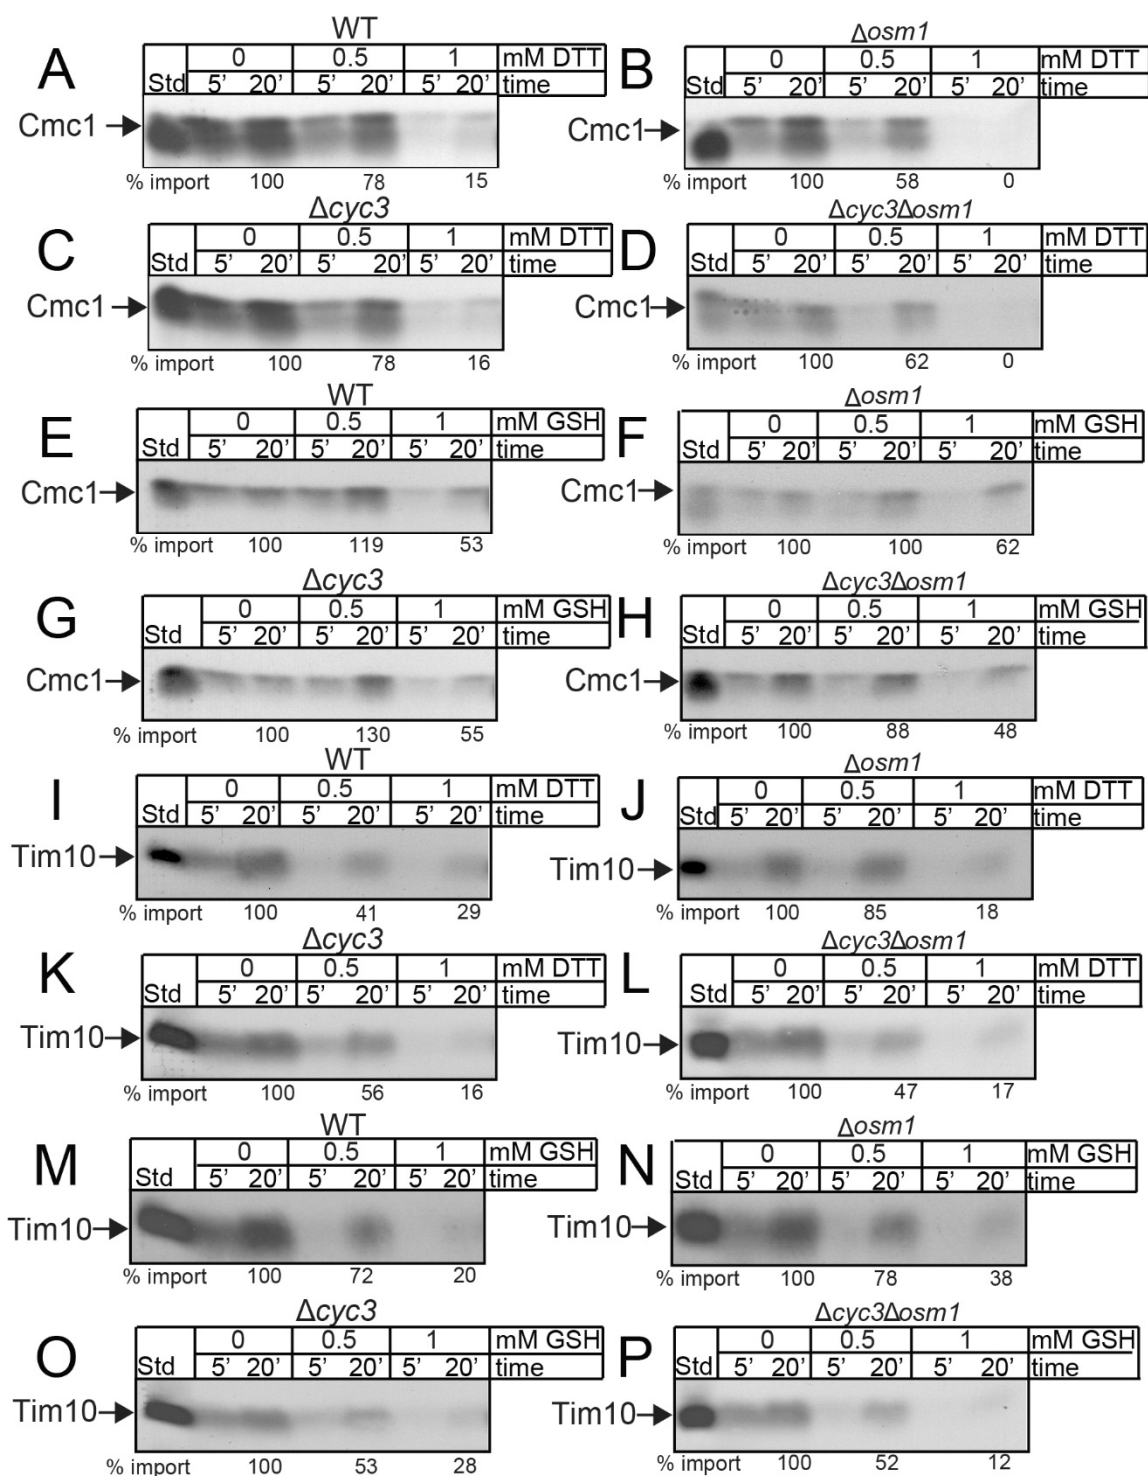 WT
A
0 0.5 1 mM DTT
Std 5’ 20’ 5’ 20’ 5’ 20’ time
Cmc1
% import 100 78 15
Δosm1
B
0 0.5 1 mM DTT
Std 5’ 20’ 5’ 20’ 5’ 20’ time
Cmc1
% import 100 58 0
Δcyc3
C
0 0.5 1 mM DTT
Std 5’ 20’ 5’ 20’ 5’ 20’ time
Cmc1
% import 100 78 16
Δcyc3Δosm1
D
0 0.5 1 mM DTT
Std 5’ 20’ 5’ 20’ 5’ 20’ time
Cmc1
% import 100 62 0
WT
E
0 0.5 1 mM GSH
Std 5’ 20’ 5’ 20’ 5’ 20’ time
Cmc1
% import 100 119 53
Δosm1
F
0 0.5 1 mM GSH
Std 5’ 20’ 5’ 20’ 5’ 20’ time
Cmc1
% import 100 100 62
Δcyc3
G
0 0.5 1 mM GSH
Std 5’ 20’ 5’ 20’ 5’ 20’ time
Cmc1
% import 100 130 55
Δcyc3Δosm1
H
0 0.5 1 mM GSH
Std 5’ 20’ 5’ 20’ 5’ 20’ time
Cmc1
% import 100 88 48
WT
I
0 0.5 1 mM DTT
Std 5’ 20’ 5’ 20’ 5’ 20’ time
Tim10
% import 100 41 29
Δosm1
J
0 0.5 1 mM DTT
Std 5’ 20’ 5’ 20’ 5’ 20’ time
Tim10
% import 100 85 18
Δcyc3
K
0 0.5 1 mM DTT
Std 5’ 20’ 5’ 20’ 5’ 20’ time
Tim10
% import 100 56 16
Δcyc3Δosm1
L
0 0.5 1 mM DTT
Std 5’ 20’ 5’ 20’ 5’ 20’ time
Tim10
% import 100 47 17
WT
M
0 0.5 1 mM GSH
Std 5’ 20’ 5’ 20’ 5’ 20’ time
Tim10
% import 100 72 20
Δosm1
N
0 0.5 1 mM GSH
Std 5’ 20’ 5’ 20’ 5’ 20’ time
Tim10
% import 100 78 38
Δcyc3
O
0 0.5 1 mM GSH
Std 5’ 20’ 5’ 20’ 5’ 20’ time
Tim10
% import 100 53 28
Δcyc3Δosm1
P
0 0.5 1 mM GSH
Std 5’ 20’ 5’ 20’ 5’ 20’ time
Tim10
% import 100 52 12